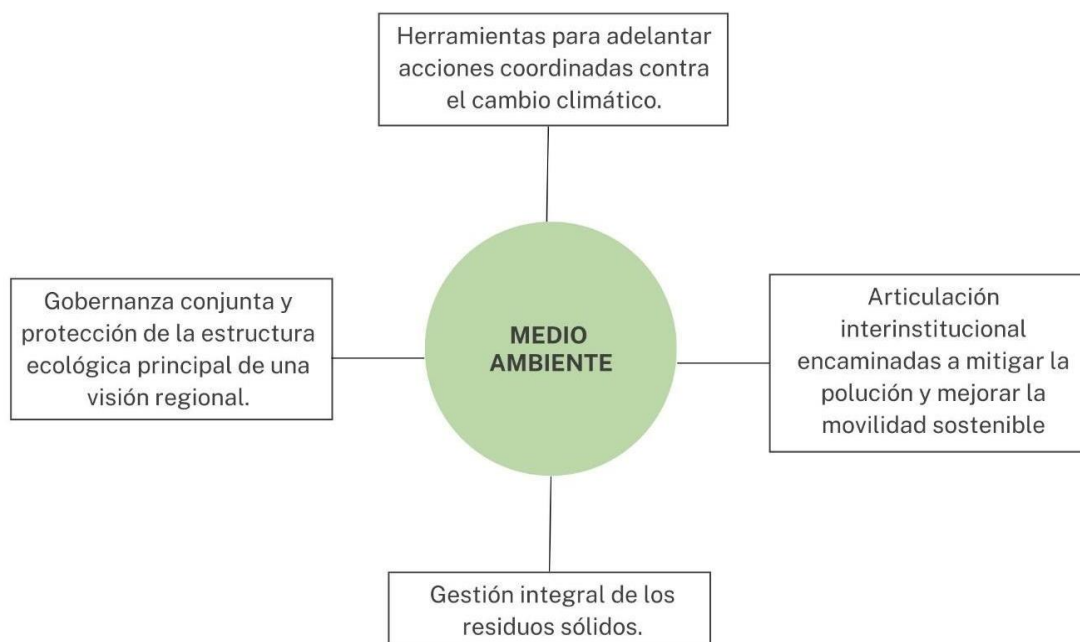 Herramientas para adelantar
acciones coordinadas contra
el cambio climático.
Gobernanza conjunta y
protección de la estructura
ecológica principal de una
visión regional.
MEDIO
AMBIENTE
Articulación
interinstitucional
encaminadas a mitigar la
polución y mejorar la
movilidad sostenible
Gestión integral de los
residuos sólidos.